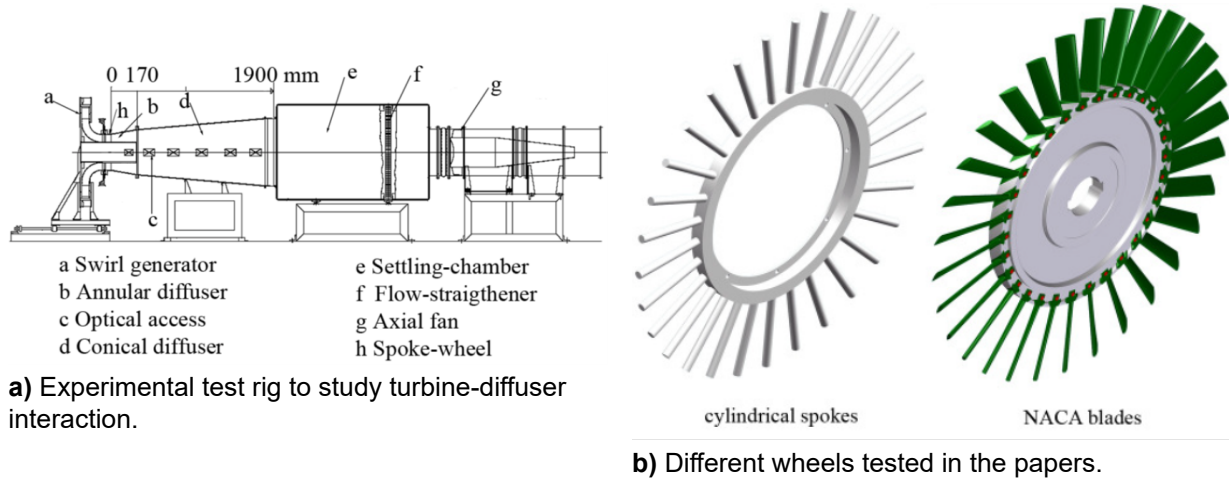 0 170
1900 mm
e
f
g
a
h
b
d
c
a Swirl generator
b Annular diffuser
c Optical access
d Conical diffuser
e Settling-chamber
f Flow-straigthener
g Axial fan
h Spoke-wheel
a) Experimental test rig to study turbine-diffuser
interaction.
cylindrical spokes
NACA blades
b) Different wheels tested in the papers.